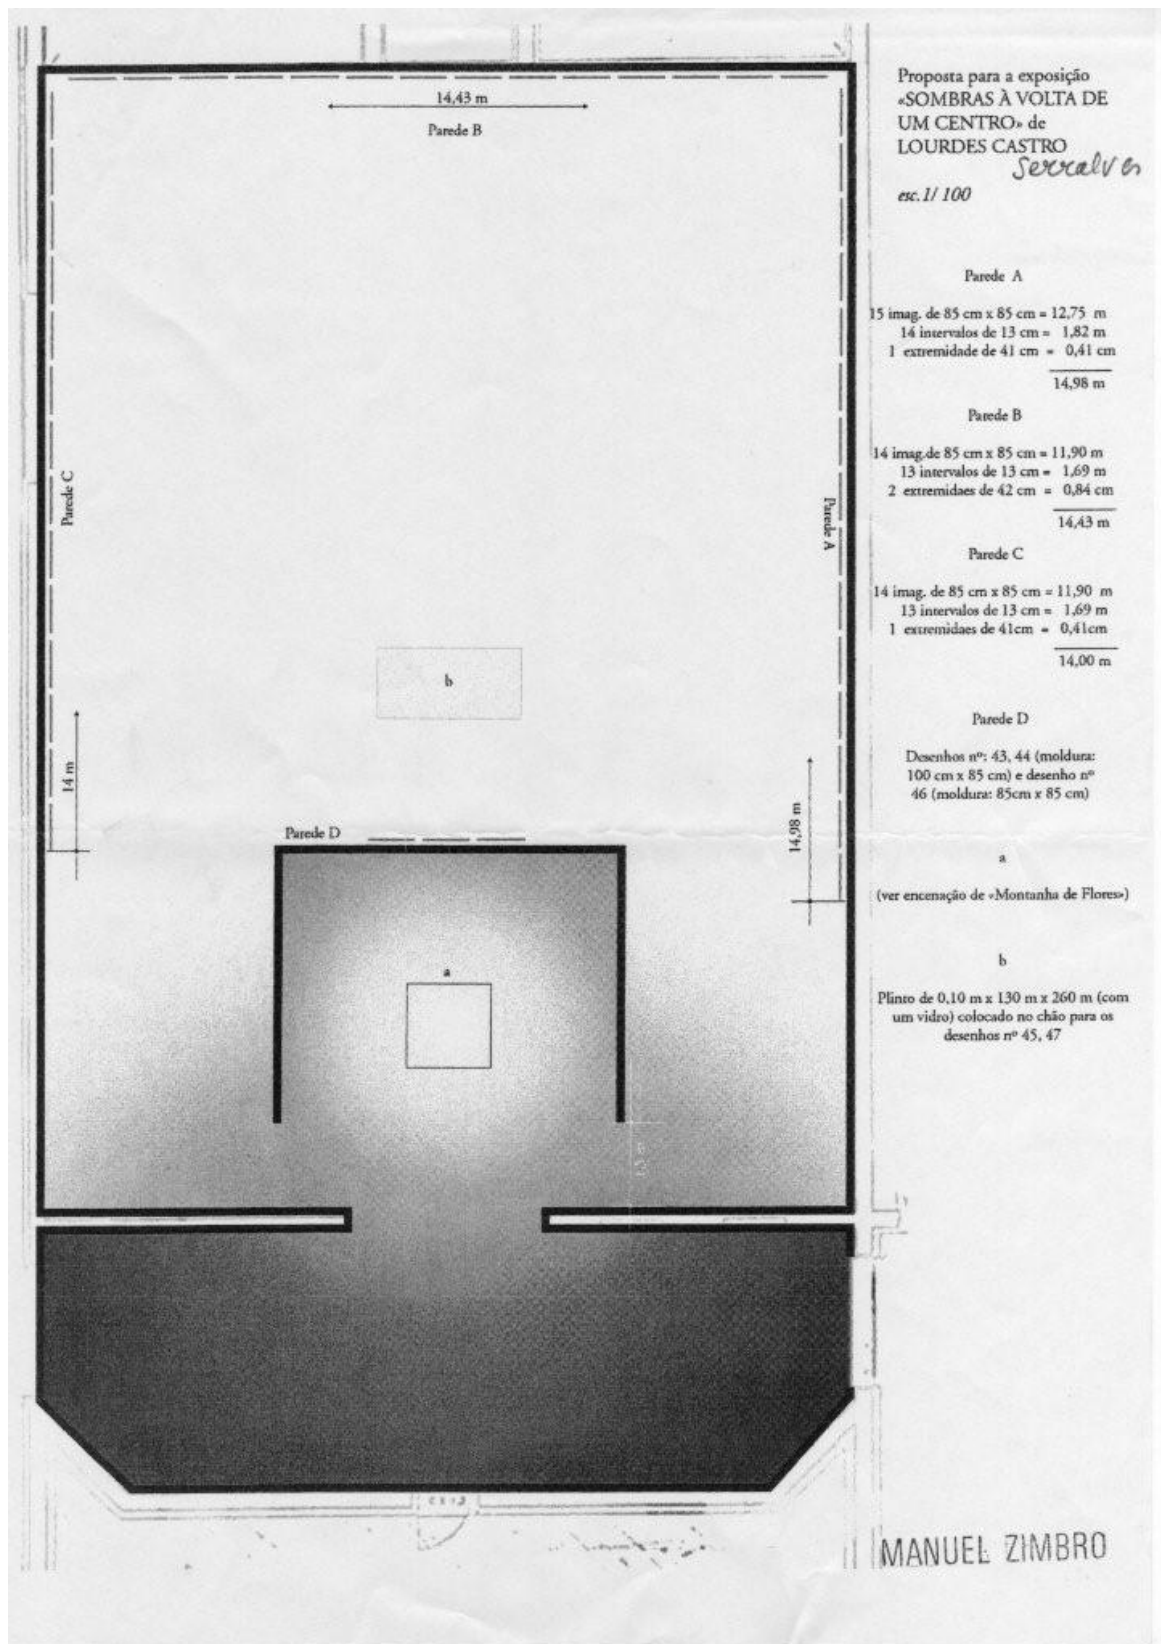 14,43 m
Parede B
Parede C
Parede A
b
14 m
14,98 m
Parede D
a
Proposta para a exposição
«SOMBRAS À VOLTA DE
UM CENTRO» de
LOURDES CASTRO
Serralves
esc.1/ 100
Parede A
15 imag. de 85 cm x 85 cm = 12,75 m
14 intervalos de 13 cm = 1,82 m
1 extremidade de 41 cm = 0,41 cm
14,98 m
Parede B
14 imag.de 85 cm x 85 cm = 11,90 m
13 intervalos de 13 cm = 1,69 m
2 extremidaes de 42 cm = 0,84 cm
14,43 m
Parede C
14 imag. de 85 cm x 85 cm = 11,90 m
13 intervalos de 13 cm = 1,69 m
1 extremidaes de 41cm = 0,41cm
14,00 m
Parede D
Desenhos nº: 43, 44 (moldura:
100 cm x 85 cm) e desenho nº
46 (moldura: 85cm x 85 cm)
a
(ver encenação de «Montanha de Flores»)
b
Plinto de 0,10 m x 130 m x 260 m (com
um vidro) colocado no chão para os
desenhos nº 45, 47
MANUEL ZIMBRO